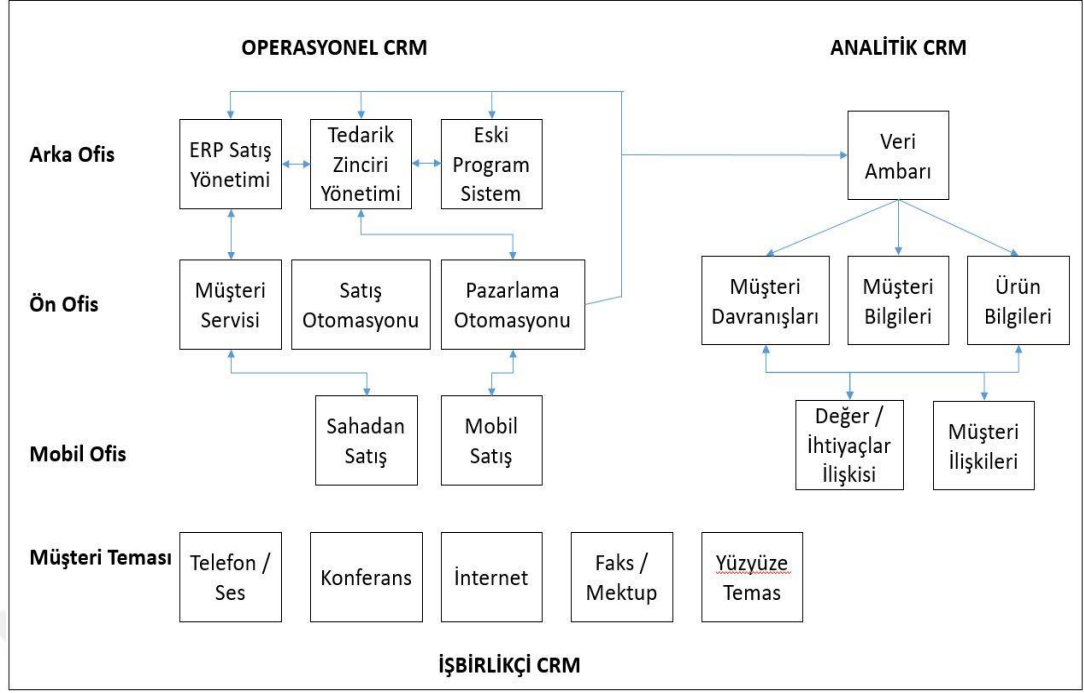 OPERASYONEL CRM
ANALİTİK CRM
Arka Ofis
ERP Satış
Yönetimi
Tedarik
Zinciri
Yönetimi
Eski
Program
Sistem
Veri
Ambarı
Ön Ofis
Müşteri
Servisi
Satış
Otomasyonu
Pazarlama
Otomasyonu
Müşteri
Davranışları
Müşteri
Bilgileri
Ürün
Bilgileri
Mobil Ofis
Sahadan
Satış
Mobil
Satış
Değer /
İhtiyaçlar
İlişkisi
Müşteri
İlişkileri
Müşteri Teması
Telefon /
Ses
Konferans
İnternet
Faks /
Mektup
Yüzyüze
Temas
İŞBİRLİKÇİ CRM